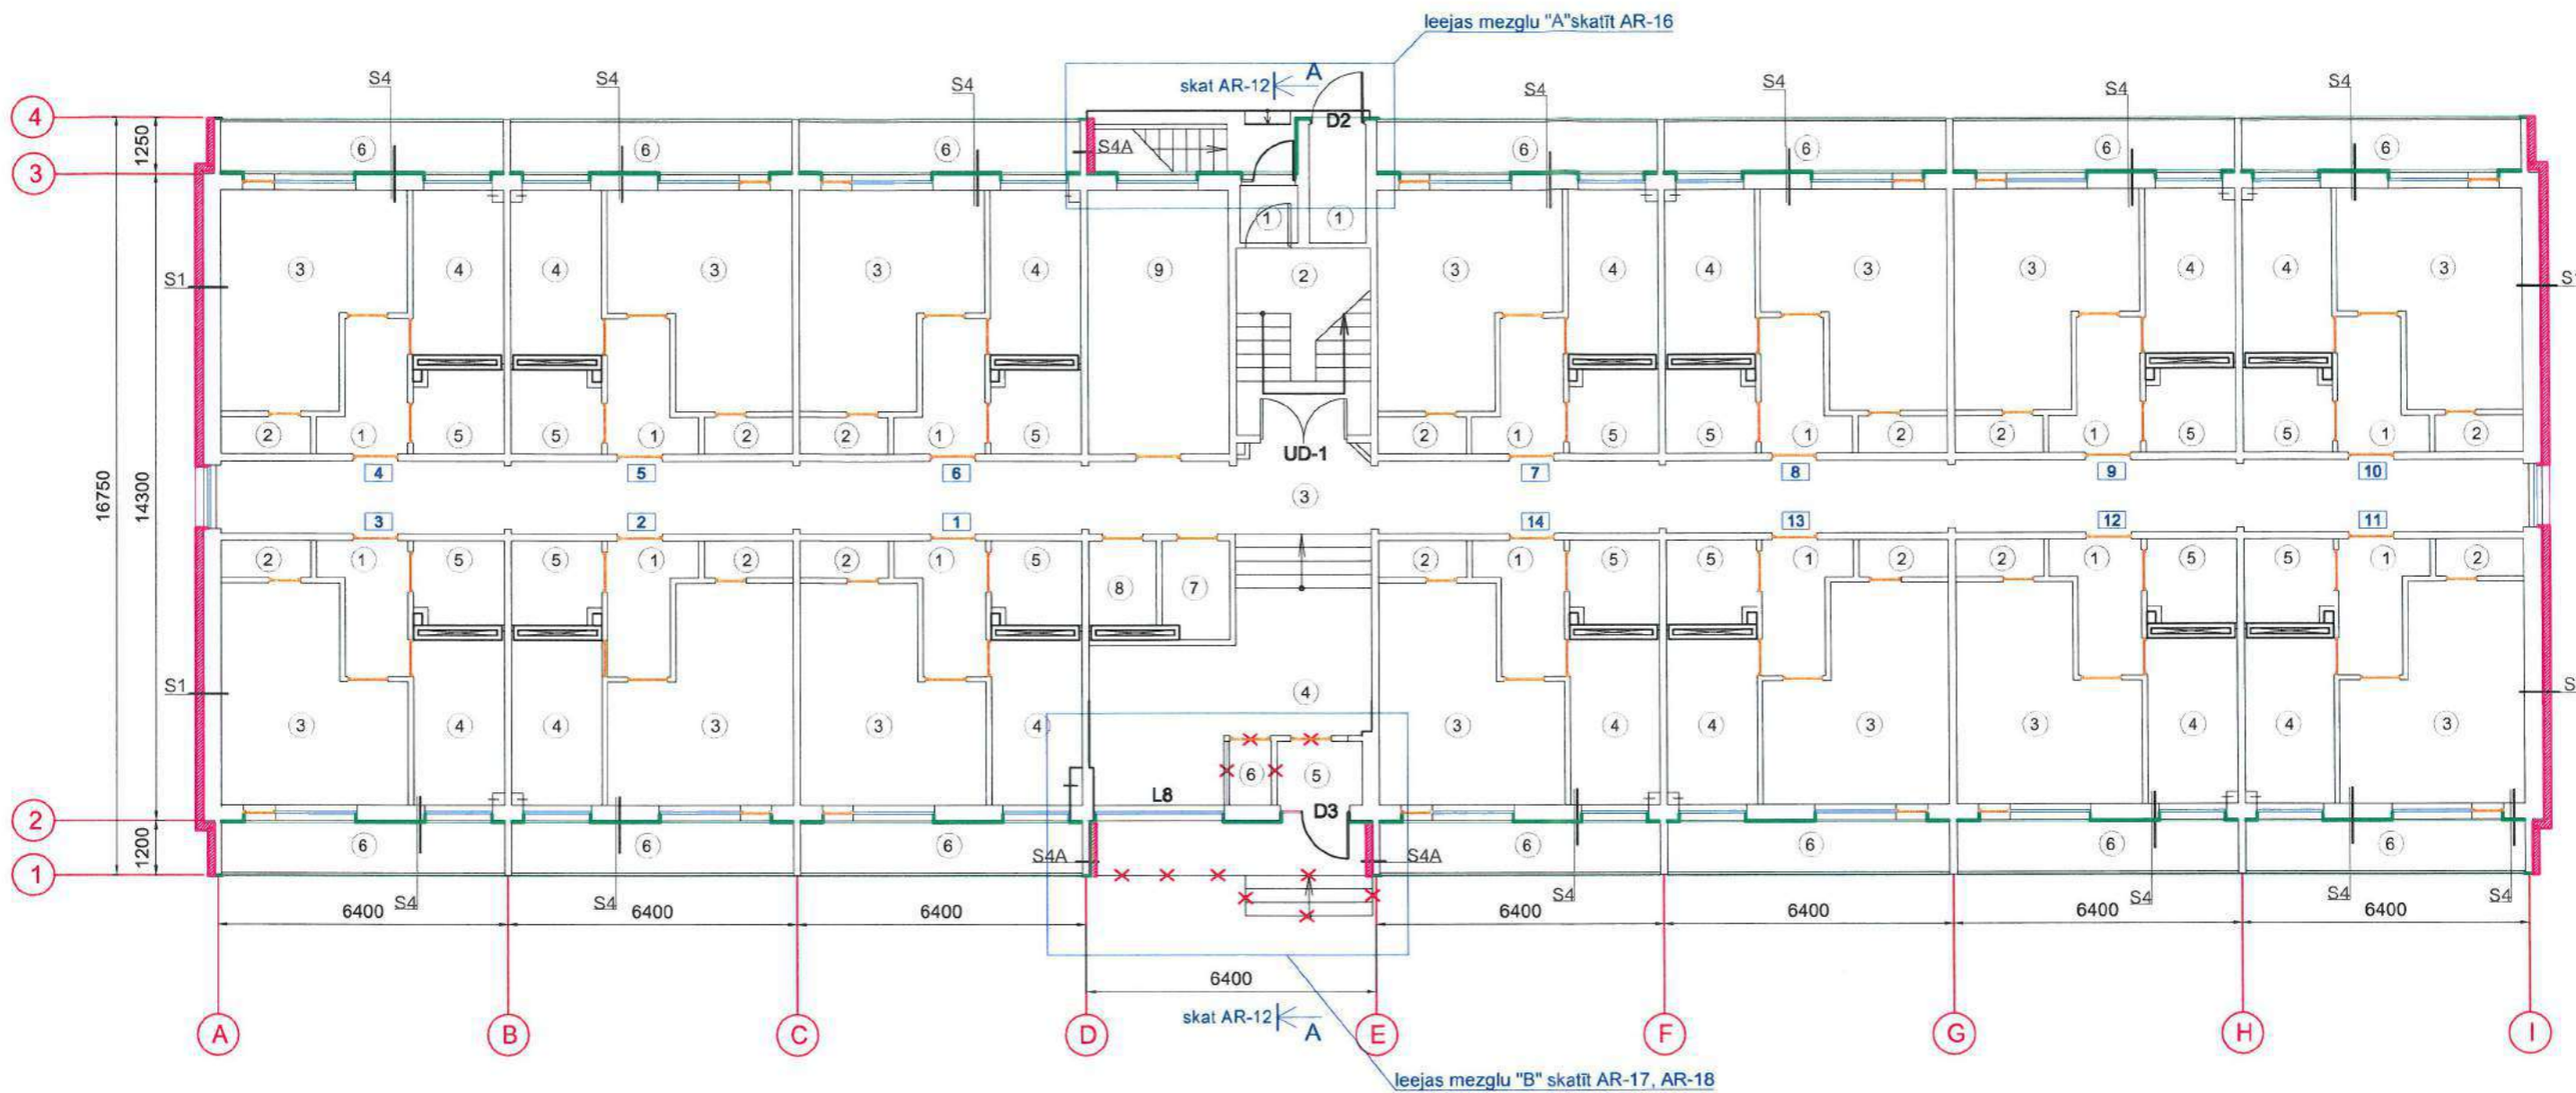 Ieejas mezglu "A"skatīt AR-16
skat AR-12 A
S4 S4 S4 S4 S4 S4 S4
4
D2
1250
6 6 6 S4A 6 6 6 6
3
1 1
S1 3 4 4 3 3 4 9 2 3 4 4 3 3 4 4 3
2 1 5 5 1 2 2 1 5 UD-1 2 1 5 5 1 2 2 1 5 5 1 2
4 5 6 7 8 9 10
16750 14300
3
3 2 1 14 13 12 11
2 1 5 5 1 2 2 1 5 8 7 2 1 5 5 1 2 2 1 5 5 1 2
S1 4
3 4 4 3 3 4 6 5 3 4 4 3 3 4 4 3
L8 D3
2
1200
6 6 6 S4A S4A 6 6 6 6
1
S4 S4 S4 S4 S4 S4
6400 6400 6400 6400 6400 6400 6400
6400
skat AR-12 A
A B C D E F G H I
Ieejas mezglu "B" skatīt AR-17, AR-18